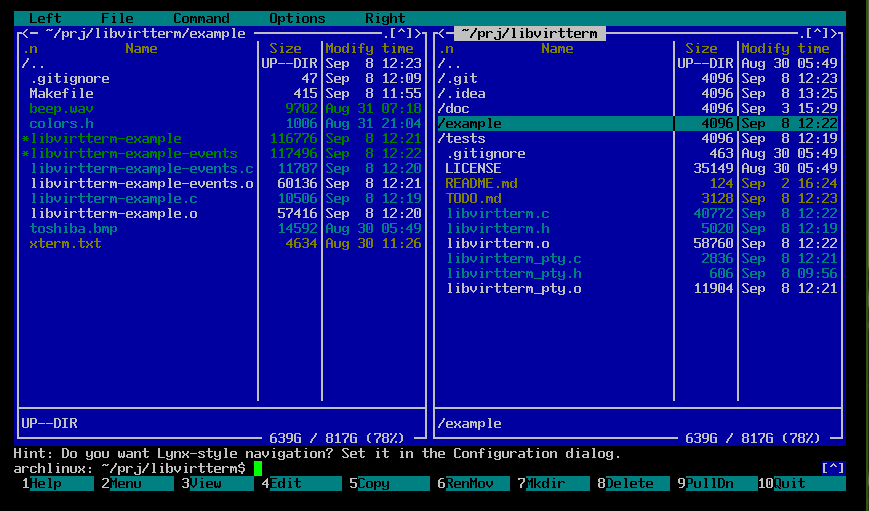 Left File Command Options Right
<- ~/prj/libvirtterm/example .[^]>
.n Name Size Modify time
/.. UP--DIR Sep 8 12:23
.gitignore 47 Sep 8 12:09
Makefile 415 Sep 8 11:55
beep.wav 9702 Aug 31 07:18
colors.h 1006 Aug 31 21:04
*libvirtterm-example 116776 Sep 8 12:21
*libvirtterm-example-events 117496 Sep 8 12:22
libvirtterm-example-events.c 11787 Sep 8 12:20
libvirtterm-example-events.o 60136 Sep 8 12:21
libvirtterm-example.c 10506 Sep 8 12:19
libvirtterm-example.o 57416 Sep 8 12:20
toshiba.bmp 14592 Aug 30 05:49
xterm.txt 4634 Aug 30 11:26
UP--DIR
639G / 817G (78%)
<- ~/prj/libvirtterm .[^]>
.n Name Size Modify time
/.. UP--DIR Aug 30 05:49
/.git 4096 Sep 8 12:23
/.idea 4096 Sep 8 13:25
/doc 4096 Sep 3 15:29
/example 4096 Sep 8 12:22
/tests 4096 Sep 8 12:19
.gitignore 463 Aug 30 05:49
LICENSE 35149 Aug 30 05:49
README.md 124 Sep 2 16:24
TODO.md 3128 Sep 8 12:23
libvirtterm.c 40772 Sep 8 12:22
libvirtterm.h 5020 Sep 8 12:19
libvirtterm.o 58760 Sep 8 12:22
libvirtterm_pty.c 2836 Sep 8 12:21
libvirtterm_pty.h 606 Sep 8 09:56
libvirtterm_pty.o 11904 Sep 8 12:21
/example
639G / 817G (78%)
Hint: Do you want Lynx-style navigation? Set it in the Configuration dialog.
archlinux: ~/prj/libvirtterm$ [^]
1Help 2Menu 3View 4Edit 5Copy 6RenMov 7Mkdir 8Delete 9PullDn 10Quit